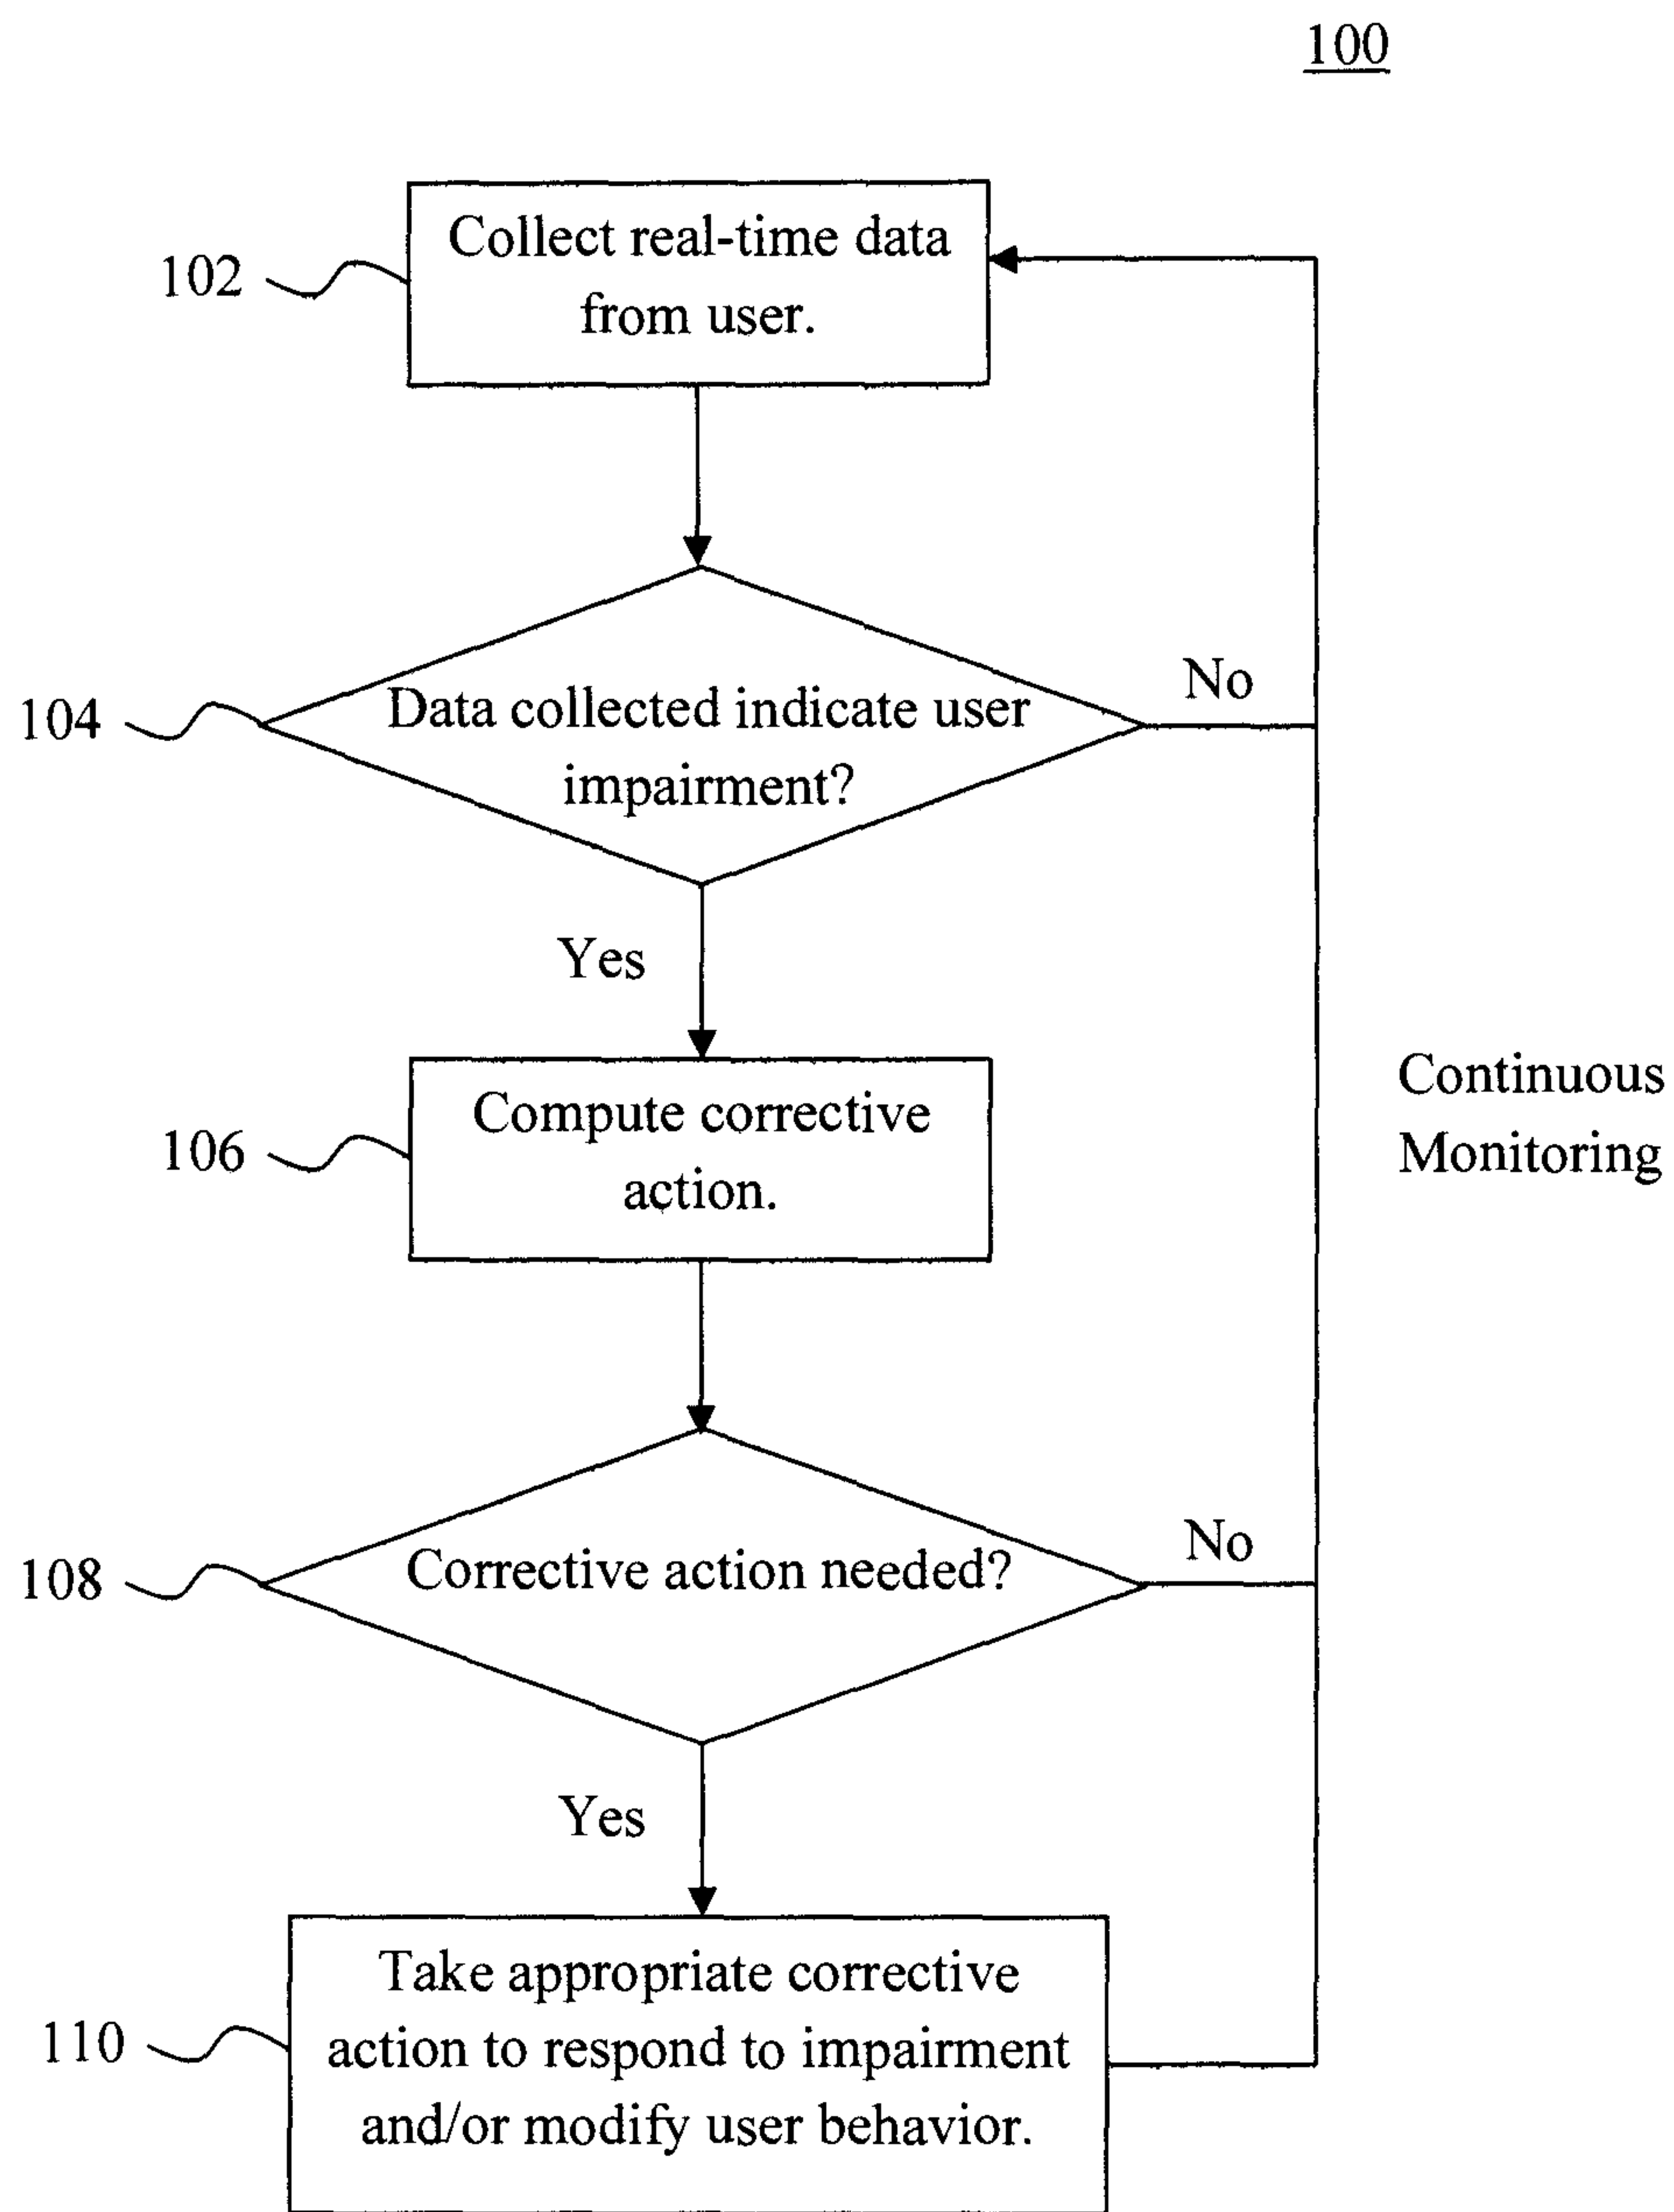 100
Collect real-time data
from user.
102
Data collected indicate user
impairment?
104
No
Yes
Compute corrective
action.
106
Continuous
Monitoring
Corrective action needed?
108
No
Yes
Take appropriate corrective
action to respond to impairment
and/or modify user behavior.
110